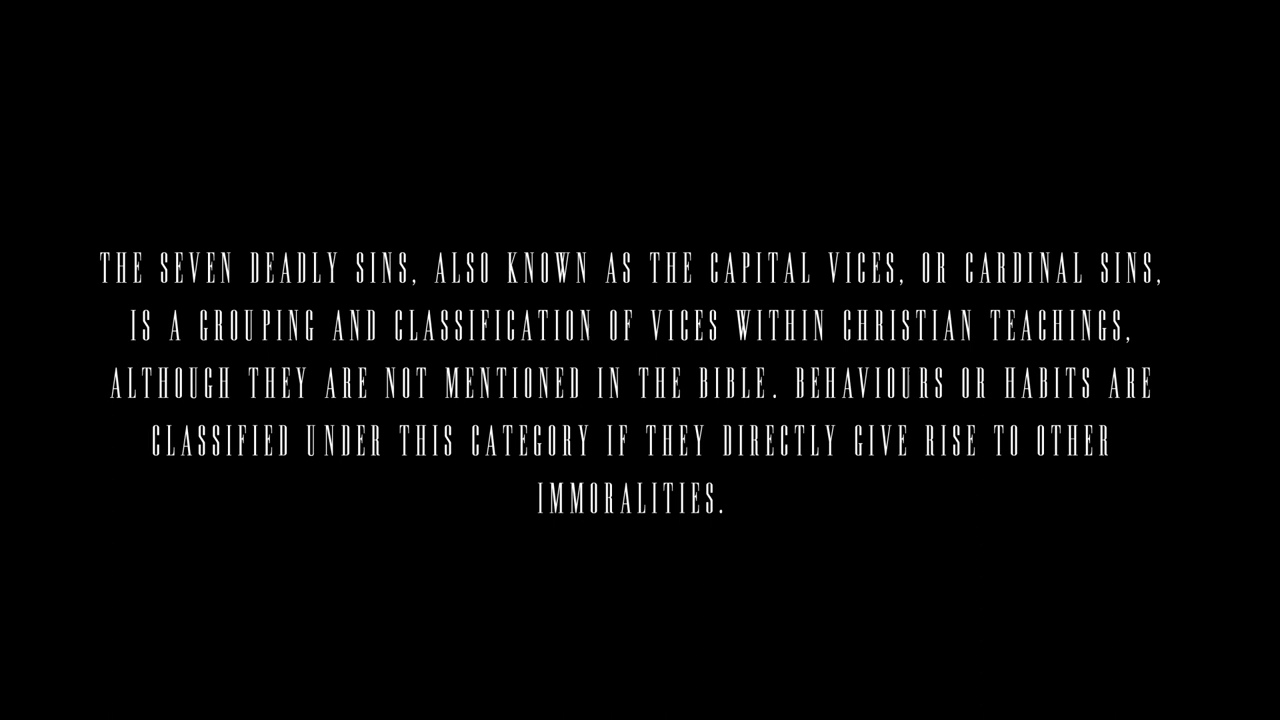 THE SEVEN DEADLY SINS, ALSO KNOWN AS THE CAPITAL VICES, OR CARDINAL SINS,
IS A GROUPING AND CLASSIFICATION OF VICES WITHIN CHRISTIAN TEACHINGS,
ALTHOUGH THEY ARE NOT MENTIONED IN THE BIBLE. BEHAVIOURS OR HABITS ARE
CLASSIFIED UNDER THIS CATEGORY IF THEY DIRECTLY GIVE RISE TO OTHER
IMMORALITIES.